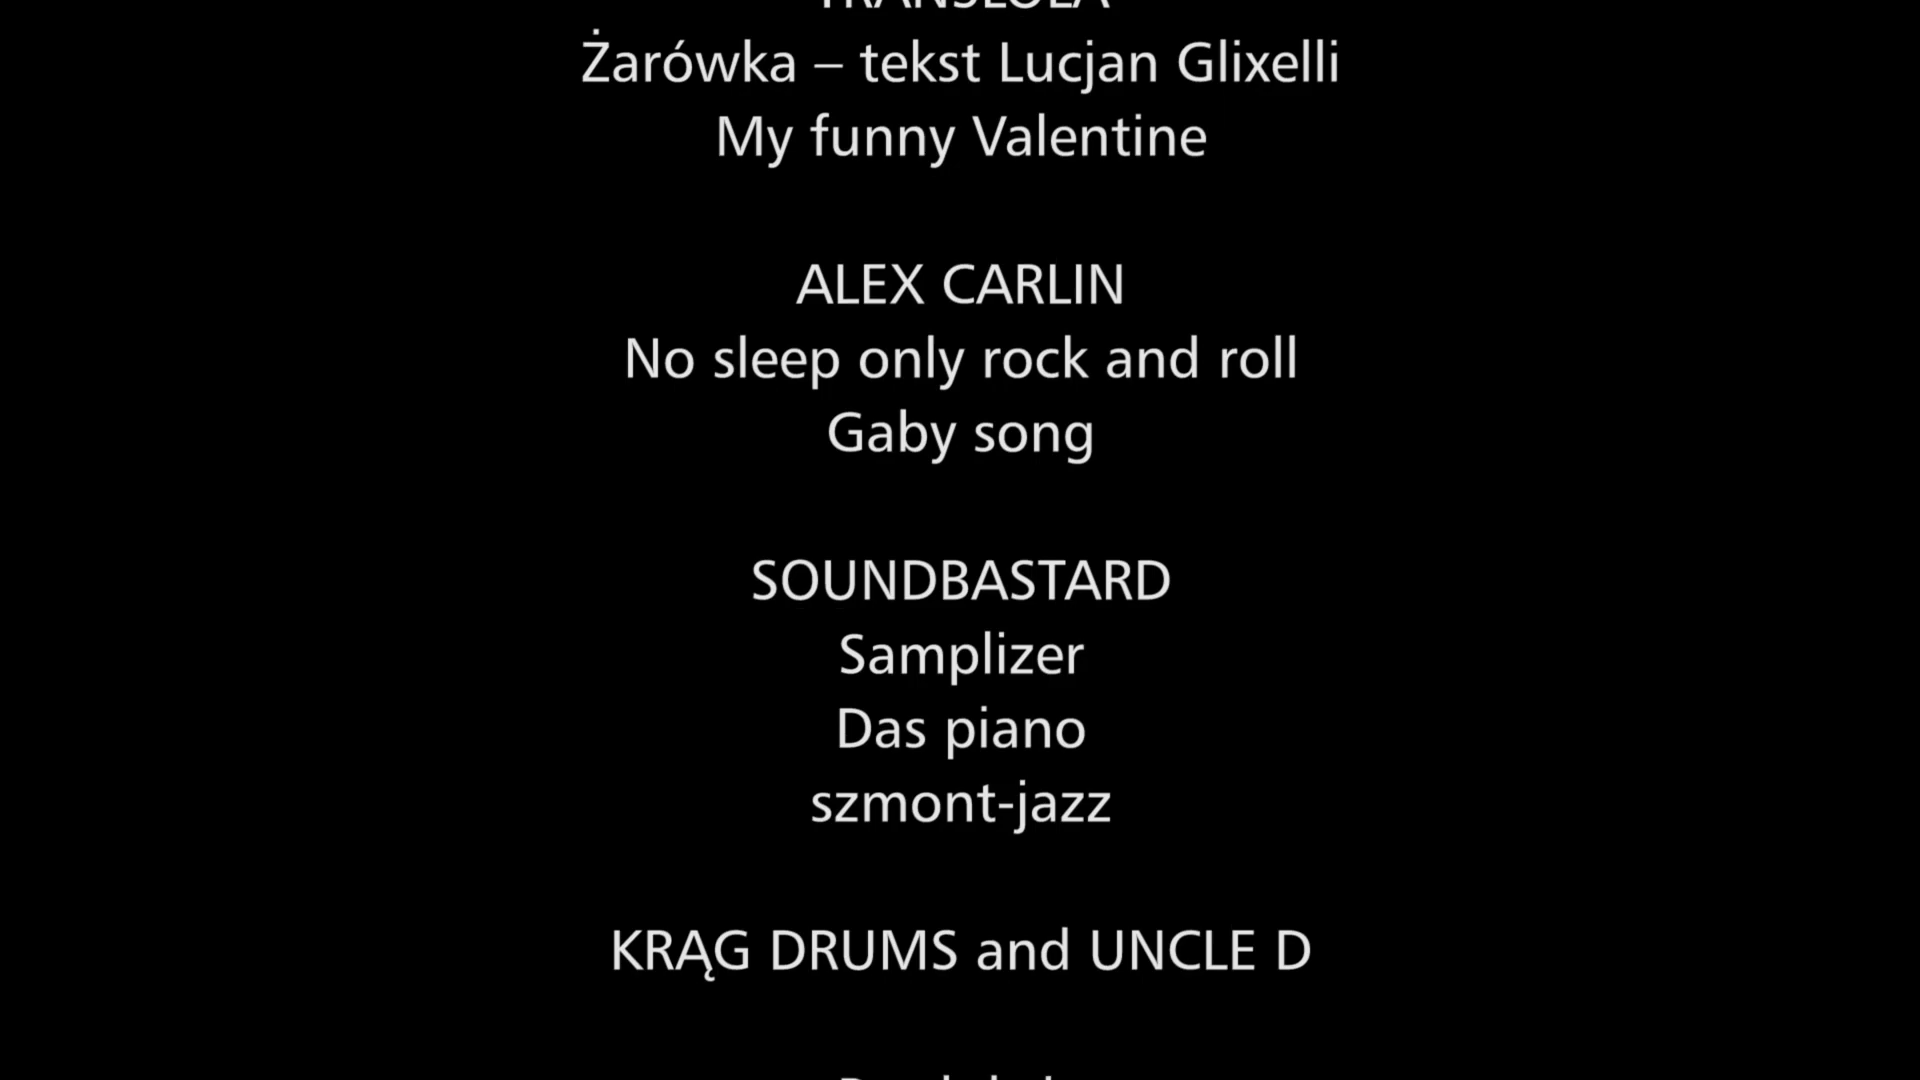 Żarówka – tekst Lucjan Glixelli
My funny Valentine
ALEX CARLIN
No sleep only rock and roll
Gaby song
SOUNDBASTARD
Samplizer
Das piano
szmont-jazz
KRĄG DRUMS and UNCLE D